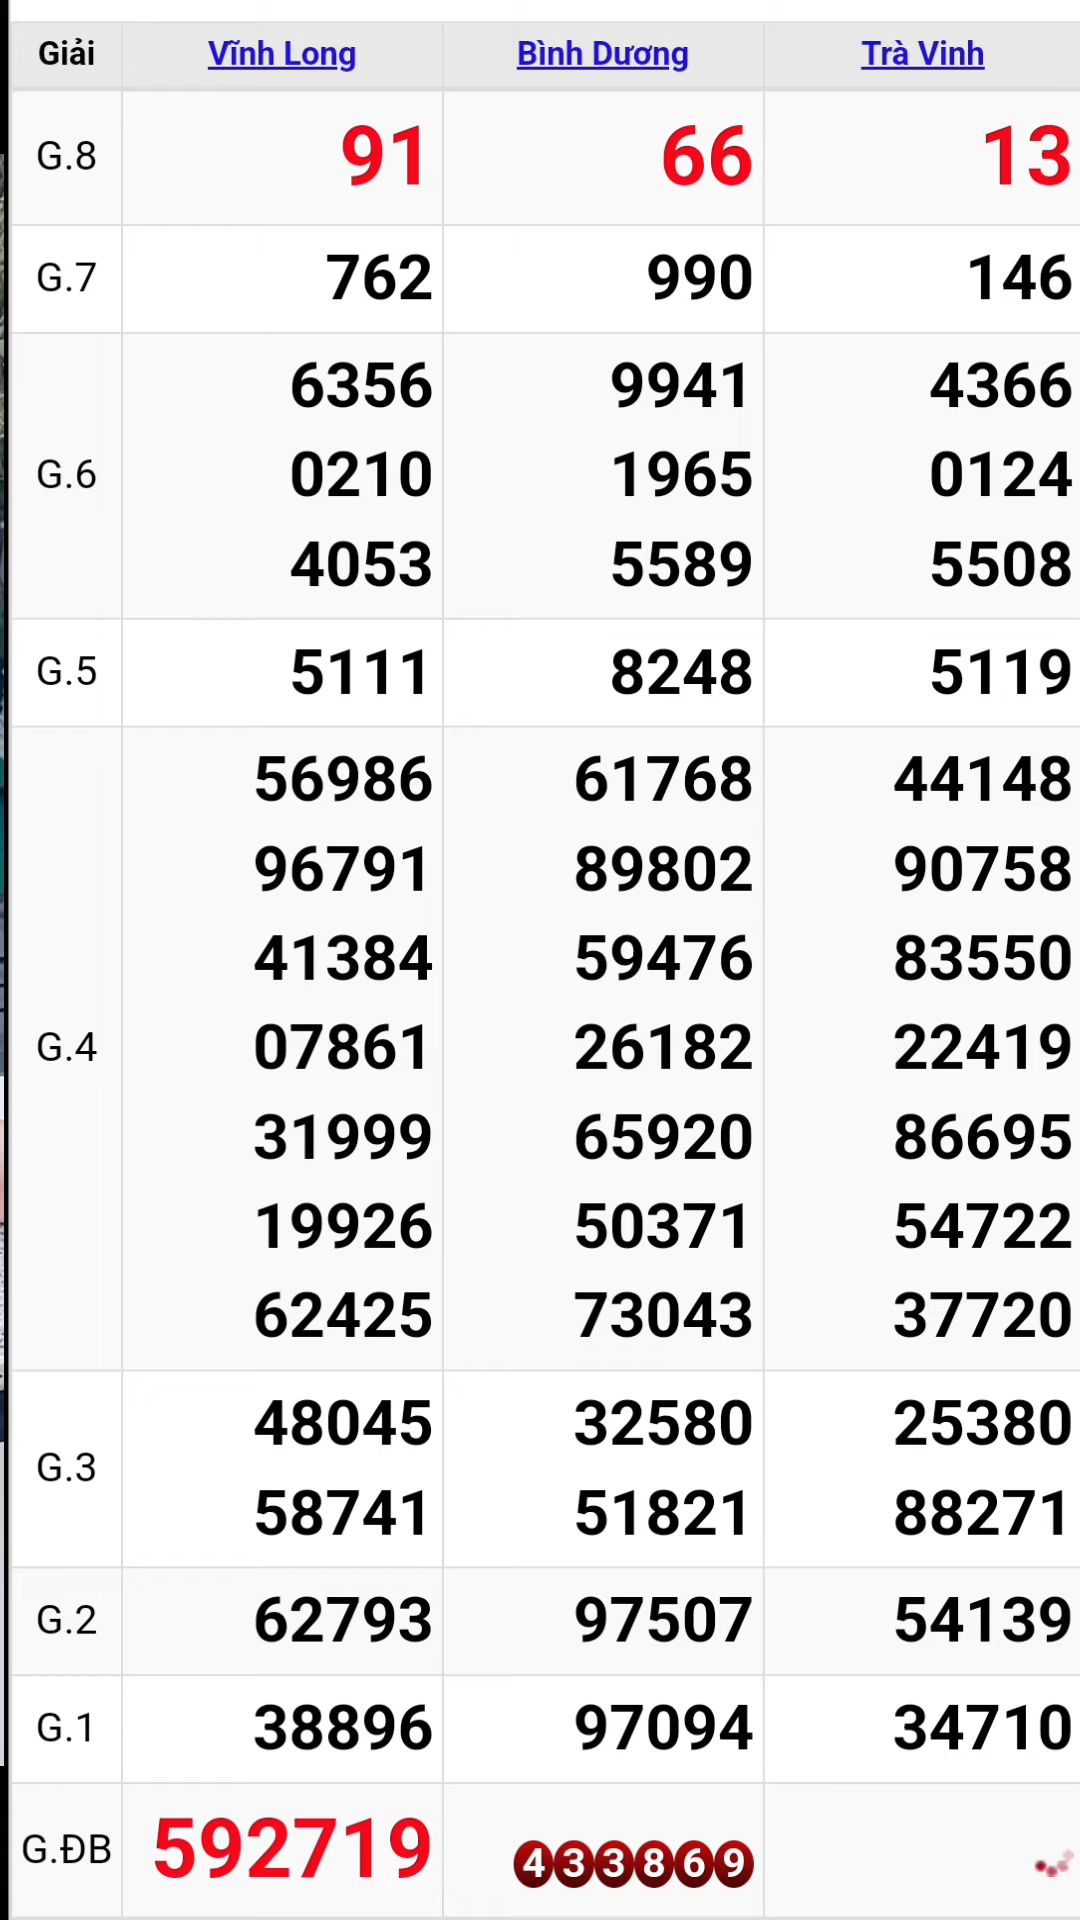 Giải Vĩnh Long Bình Dương Trà Vinh
G.8 91 66 13
G.7 762 990 146
6356 9941 4366
G.6 0210 1965 0124
4053 5589 5508
G.5 5111 8248 5119
56986 61768 44148
96791 89802 90758
41384 59476 83550
G.4 07861 26182 22419
31999 65920 86695
19926 50371 54722
62425 73043 37720
48045 32580 25380
G.3
58741 51821 88271
G.2 62793 97507 54139
G.1 38896 97094 34710
G.ĐB 592719 433869